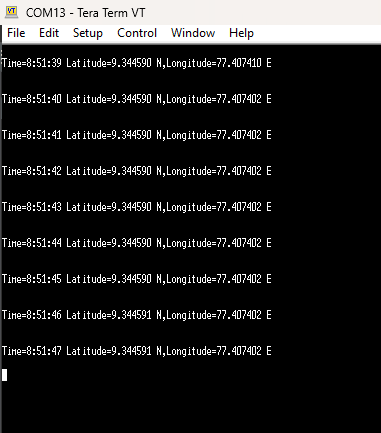 COM13 - Tera Term VT
File Edit Setup Control Window Help
Time=8:51:39 Latitude=9.344590 N,Longitude=77.407410 E
Time=8:51:40 Latitude=9.344590 N,Longitude=77.407402 E
Time=8:51:41 Latitude=9.344590 N,Longitude=77.407402 E
Time=8:51:42 Latitude=9.344590 N,Longitude=77.407402 E
Time=8:51:43 Latitude=9.344590 N,Longitude=77.407402 E
Time=8:51:44 Latitude=9.344590 N,Longitude=77.407402 E
Time=8:51:45 Latitude=9.344590 N,Longitude=77.407402 E
Time=8:51:46 Latitude=9.344591 N,Longitude=77.407402 E
Time=8:51:47 Latitude=9.344591 N,Longitude=77.407402 E